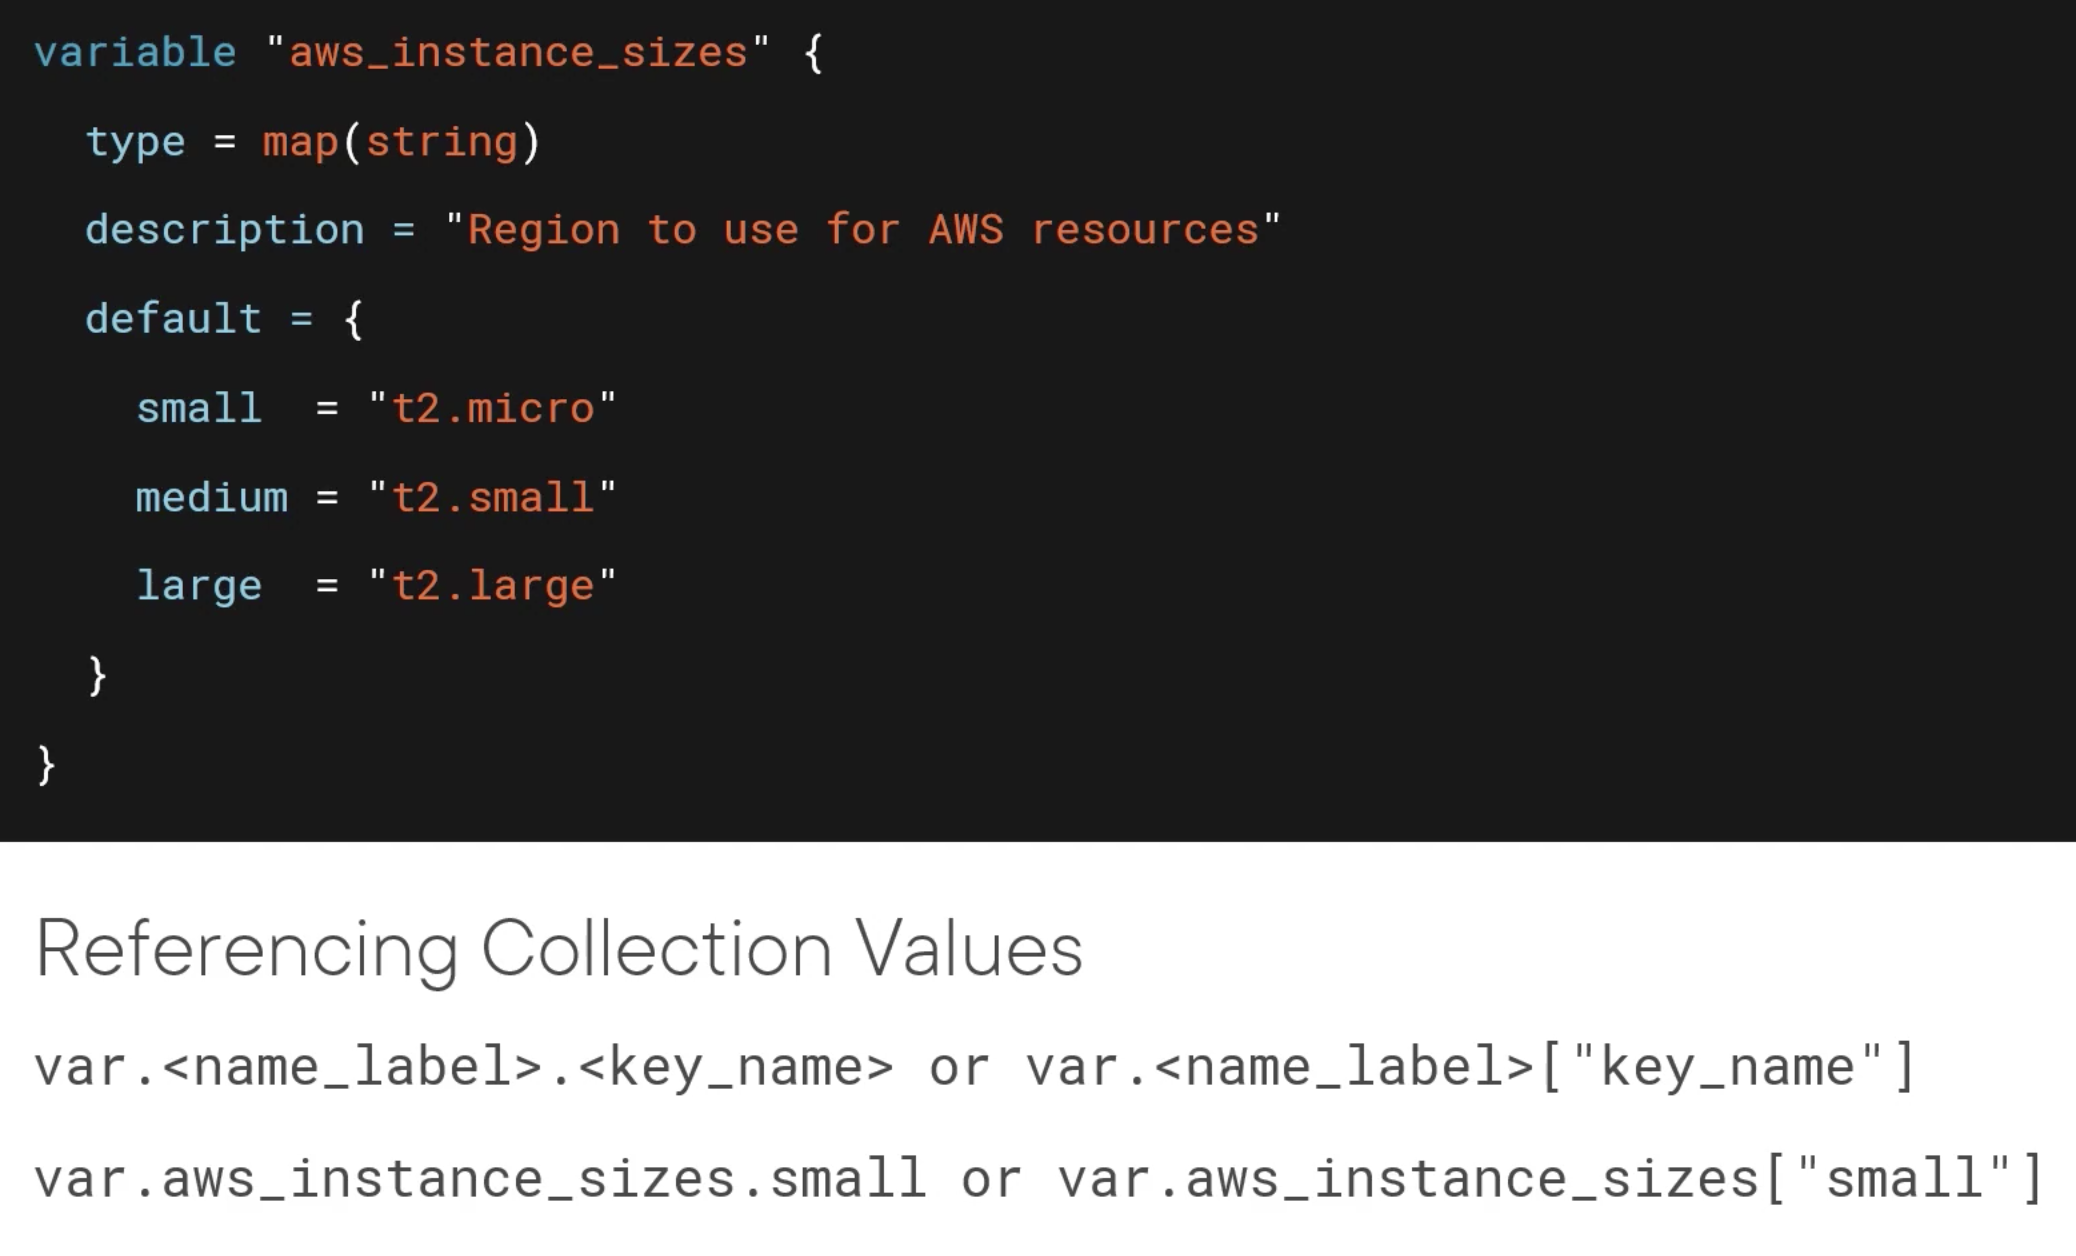 variable "aws_instance_sizes" {
  type = map(string)
  description = "Region to use for AWS resources"
  default = {
    small  = "t2.micro"
    medium = "t2.small"
    large  = "t2.large"
  }
}
Referencing Collection Values
var.<name_label>.<key_name> or var.<name_label>["key_name"]
var.aws_instance_sizes.small or var.aws_instance_sizes["small"]